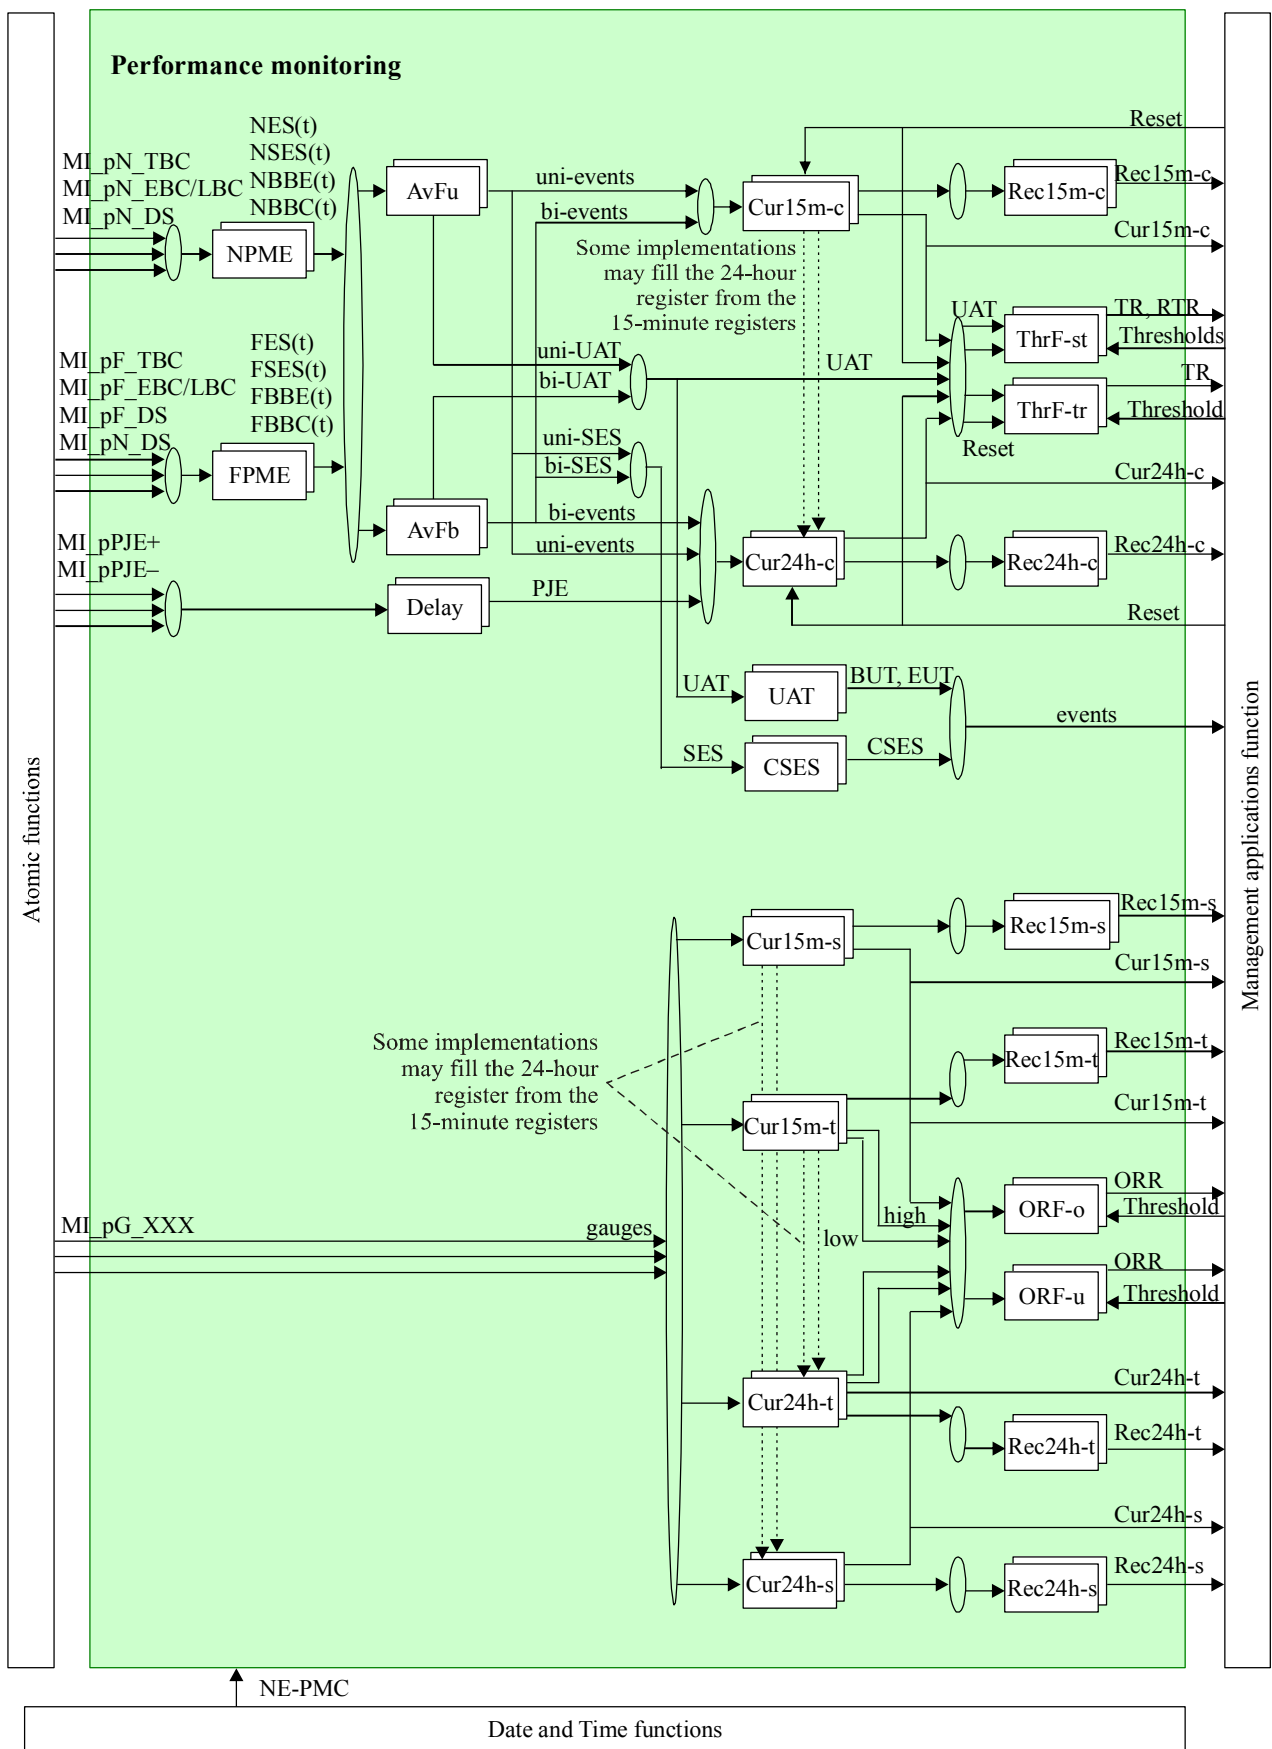 Performance monitoring
Reset
NES(t)
NSES(t)
NBBE(t)
NBBC(t)
MI_pN_TBC
MI_pN_EBC/LBC
MI_pN_DS
NPME
AvFu
uni-events
bi-events
Cur15m-c
Rec15m-c
Rec15m-c
Cur15m-c
Some implementations
may fill the 24-hour
register from the
15-minute registers
UAT
TR, RTR
ThrF-st
Thresholds
TR
ThrF-tr
Threshold
Reset
FES(t)
FSES(t)
FBBE(t)
FBBC(t)
MI_pF_TBC
MI_pF_EBC/LBC
MI_pF_DS
MI_pN_DS
FPME
uni-UAT
bi-UAT
UAT
uni-SES
bi-SES
Cur24h-c
AvFb
bi-events
uni-events
Cur24h-c
Rec24h-c
Rec24h-c
MI_pPJE+
MI_pPJE–
Delay
PJE
Reset
UAT
UAT
BUT, EUT
events
SES
CSES
CSES
Atomic functions
Management applications function
Cur15m-s
Rec15m-s
Rec15m-s
Cur15m-s
Some implementations
may fill the 24-hour
register from the
15-minute registers
Rec15m-t
Rec15m-t
Cur15m-t
Cur15m-t
MI_pG_XXX
gauges
high
low
ORF-o
ORR
Threshold
ORF-u
ORR
Threshold
Cur24h-t
Cur24h-t
Rec24h-t
Rec24h-t
Cur24h-s
Cur24h-s
Rec24h-s
Rec24h-s
NE-PMC
Date and Time functions